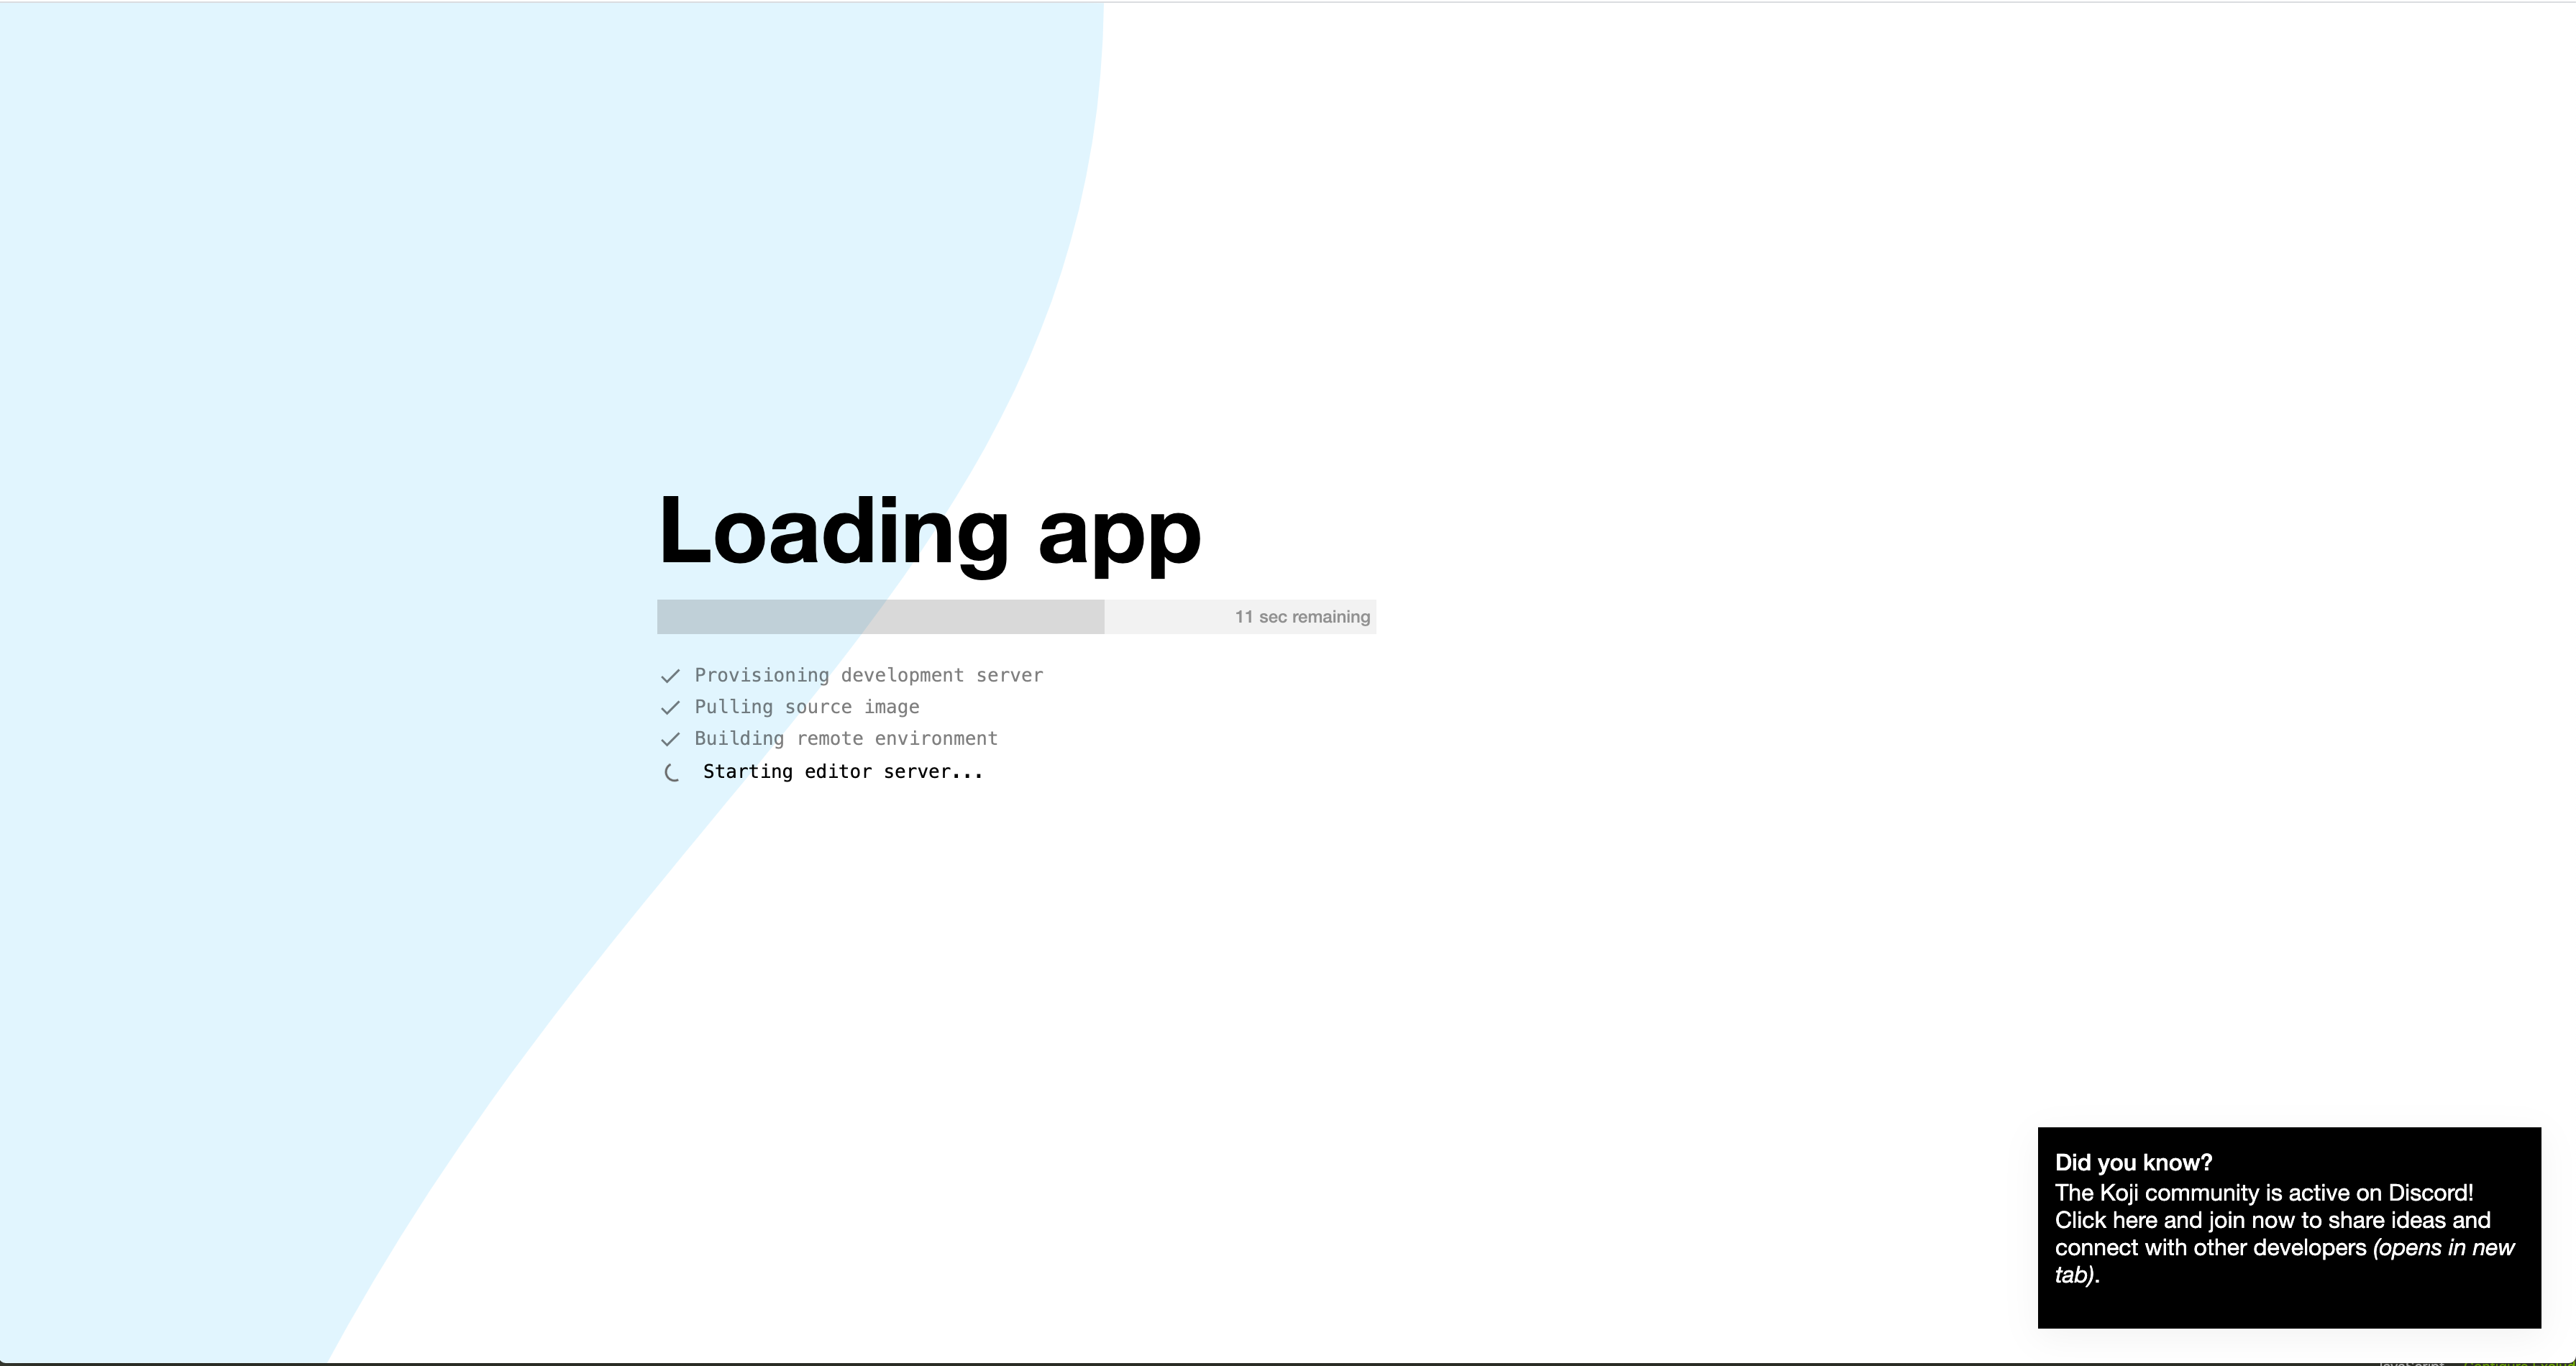 Loading app
11 sec remaining
Provisioning development server
Pulling source image
Building remote environment
Starting editor server...
Did you know?
The Koji community is active on Discord!
Click here and join now to share ideas and
connect with other developers (opens in new
tab).